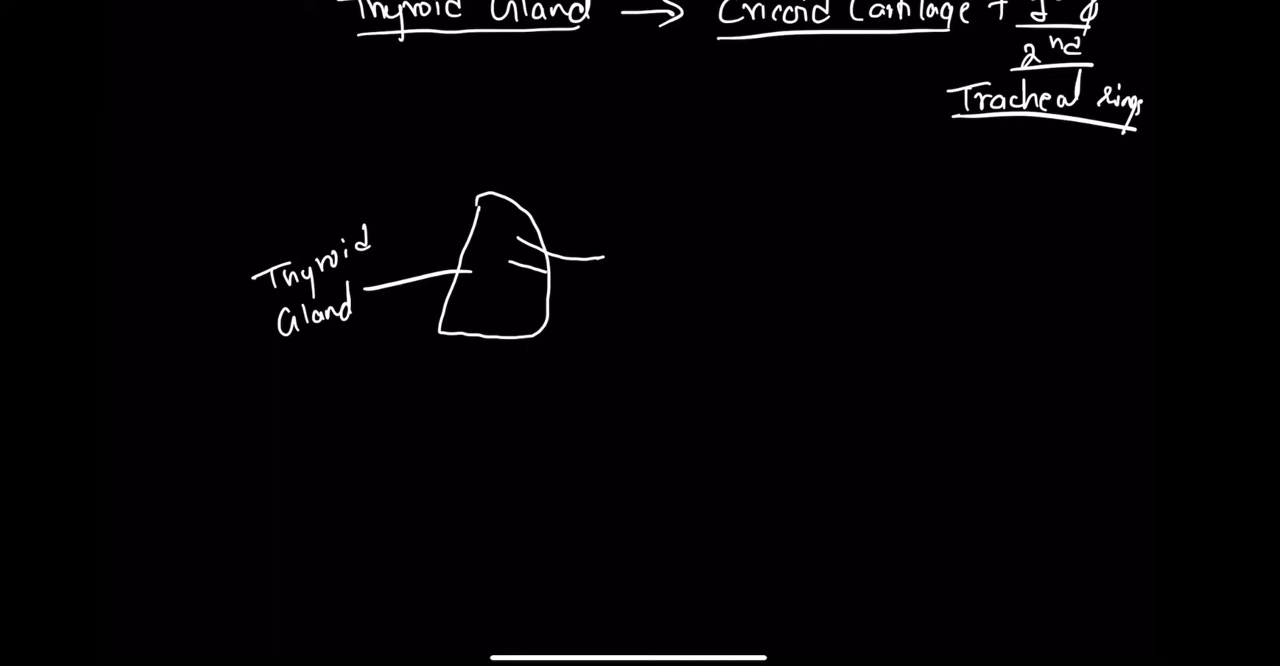 Thyroid Gland → Cricoid Cartilage +
2nd
Tracheal rings
Thyroid
Gland